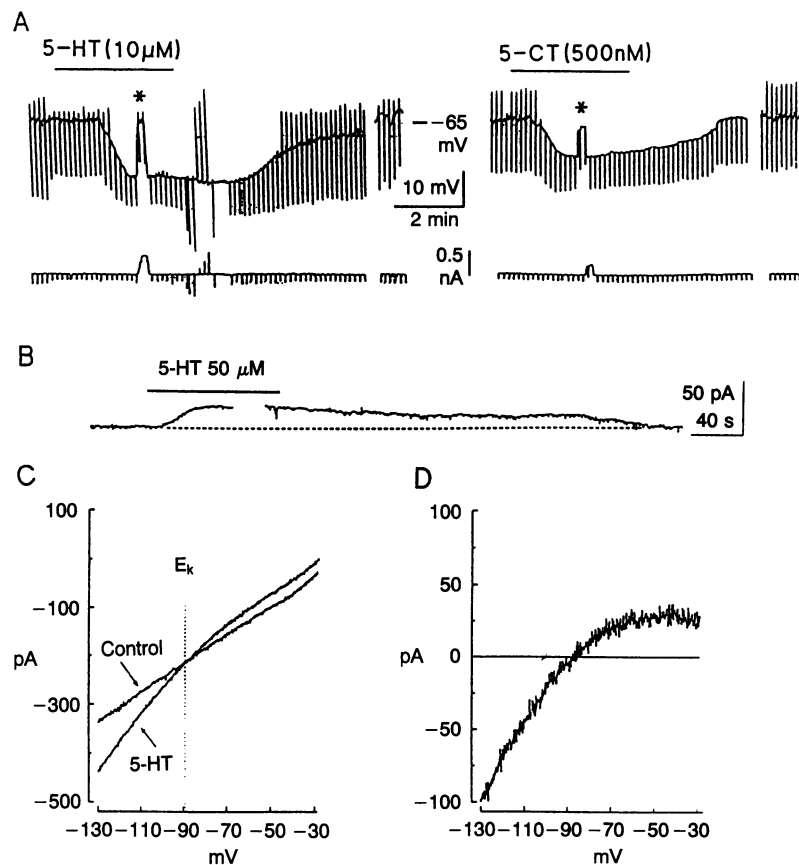 A
5-HT (10µM)
5-CT (500nM)
*
*
−65
mV
10 mV
2 min
0.5
nA
B
5-HT 50 µM
50 pA
40 s
C
D
100
−100
pA
−300
−500
Eₖ
Control
5-HT
−130 −110 −90 −70 −50 −30
mV
100
50
pA
0
−50
−100
−130 −110 −90 −70 −50 −30
mV